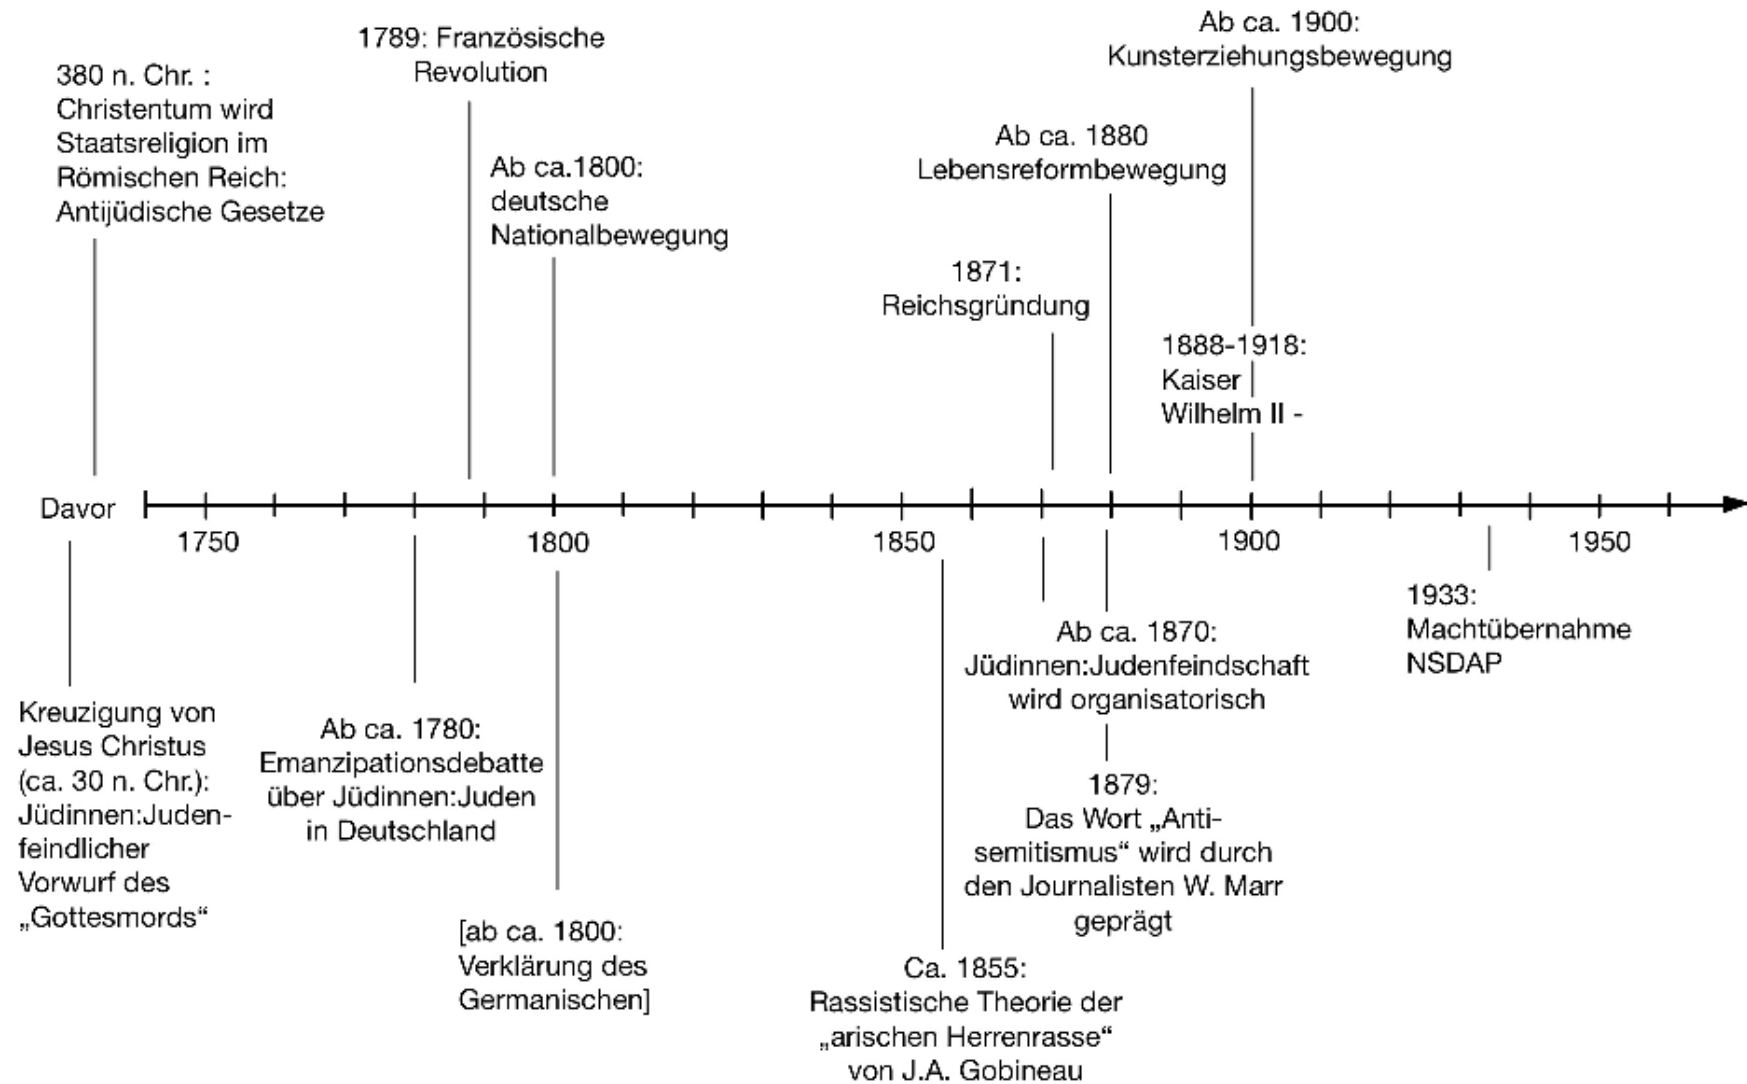 380 n. Chr. :
Christentum wird
Staatsreligion im
Römischen Reich:
Antijüdische Gesetze
1789: Französische
Revolution
Ab ca.1800:
deutsche
Nationalbewegung
1871:
Reichsgründung
Ab ca. 1880
Lebensreformbewegung
Ab ca. 1900:
Kunsterziehungsbewegung
1888-1918:
Kaiser
Wilhelm II -
Davor
1750
1800
1850
1900
1950
Kreuzigung von
Jesus Christus
(ca. 30 n. Chr.):
Jüdinnen:Juden-
feindlicher
Vorwurf des
„Gottesmords“
Ab ca. 1780:
Emanzipationsdebatte
über Jüdinnen:Juden
in Deutschland
[ab ca. 1800:
Verklärung des
Germanischen]
Ca. 1855:
Rassistische Theorie der
„arischen Herrenrasse“
von J.A. Gobineau
Ab ca. 1870:
Jüdinnen:Judenfeindschaft
wird organisatorisch
1879:
Das Wort „Anti-
semitismus“ wird durch
den Journalisten W. Marr
geprägt
1933:
Machtübernahme
NSDAP